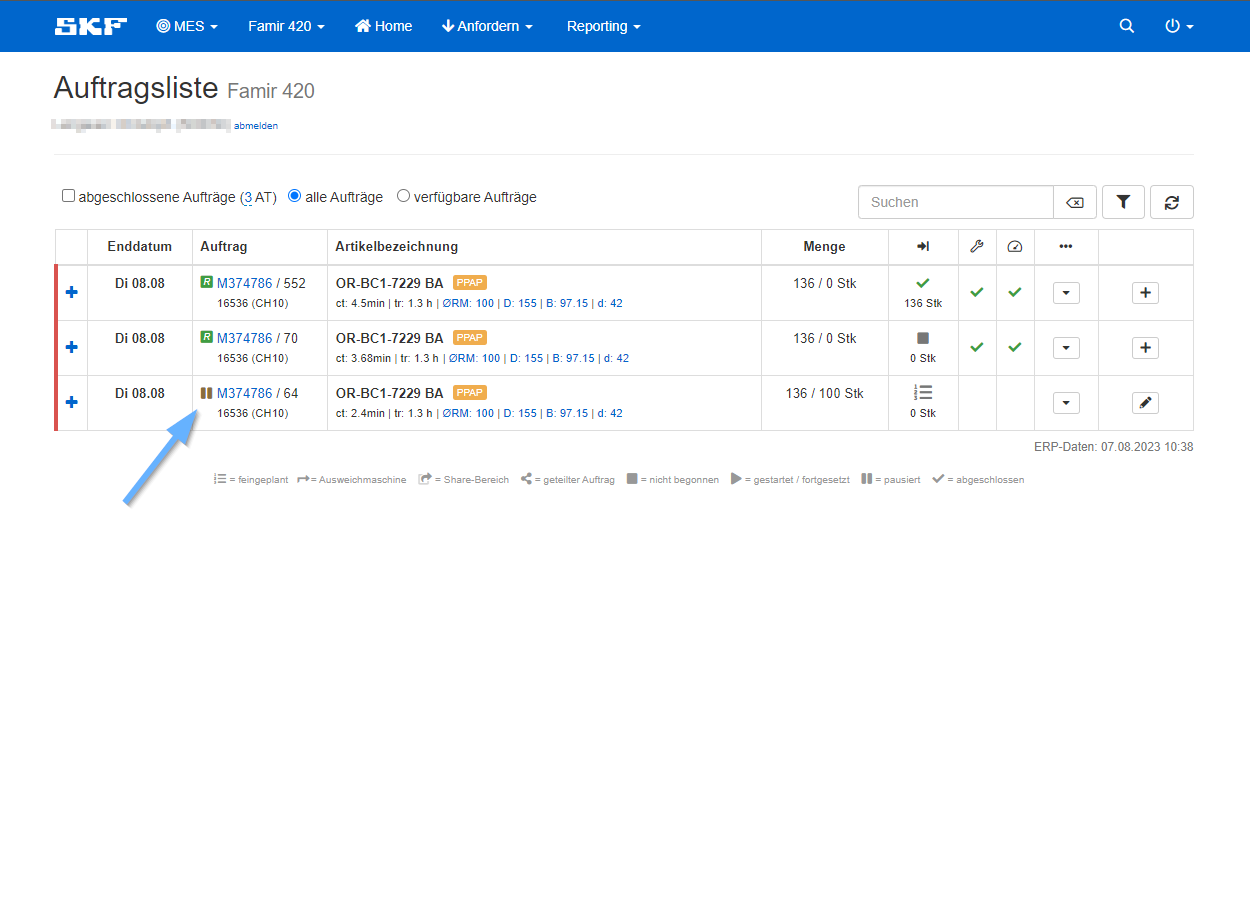 SKF MES Famir 420 Home Anfordern Reporting
Auftragsliste Famir 420
abmelden
abgeschlossene Aufträge (3 AT) alle Aufträge verfügbare Aufträge Suchen
Enddatum Auftrag Artikelbezeichnung Menge
Di 08.08 R M374786 / 552 OR-BC1-7229 BA PPAP 136 / 0 Stk
16536 (CH10) ct: 4.5min | tr: 1.3 h | ØRM: 100 | D: 155 | B: 97.15 | d: 42 136 Stk
Di 08.08 R M374786 / 70 OR-BC1-7229 BA PPAP 136 / 0 Stk
16536 (CH10) ct: 3.68min | tr: 1.3 h | ØRM: 100 | D: 155 | B: 97.15 | d: 42 0 Stk
Di 08.08 M374786 / 64 OR-BC1-7229 BA PPAP 136 / 100 Stk
16536 (CH10) ct: 2.4min | tr: 1.3 h | ØRM: 100 | D: 155 | B: 97.15 | d: 42 0 Stk
ERP-Daten: 07.08.2023 10:38
= feingeplant = Ausweichmaschine = Share-Bereich = geteilter Auftrag = nicht begonnen = gestartet / fortgesetzt = pausiert = abgeschlossen